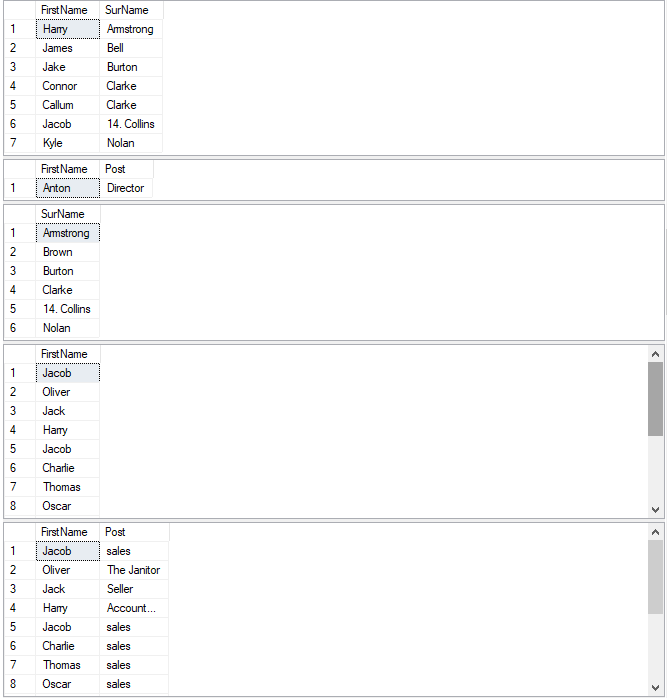 FirstName SurName
1 Harry Armstrong
2 James Bell
3 Jake Burton
4 Connor Clarke
5 Callum Clarke
6 Jacob 14. Collins
7 Kyle Nolan
FirstName Post
1 Anton Director
SurName
1 Armstrong
2 Brown
3 Burton
4 Clarke
5 14. Collins
6 Nolan
FirstName
1 Jacob
2 Oliver
3 Jack
4 Harry
5 Jacob
6 Charlie
7 Thomas
8 Oscar
FirstName Post
1 Jacob sales
2 Oliver The Janitor
3 Jack Seller
4 Harry Account...
5 Jacob sales
6 Charlie sales
7 Thomas sales
8 Oscar sales